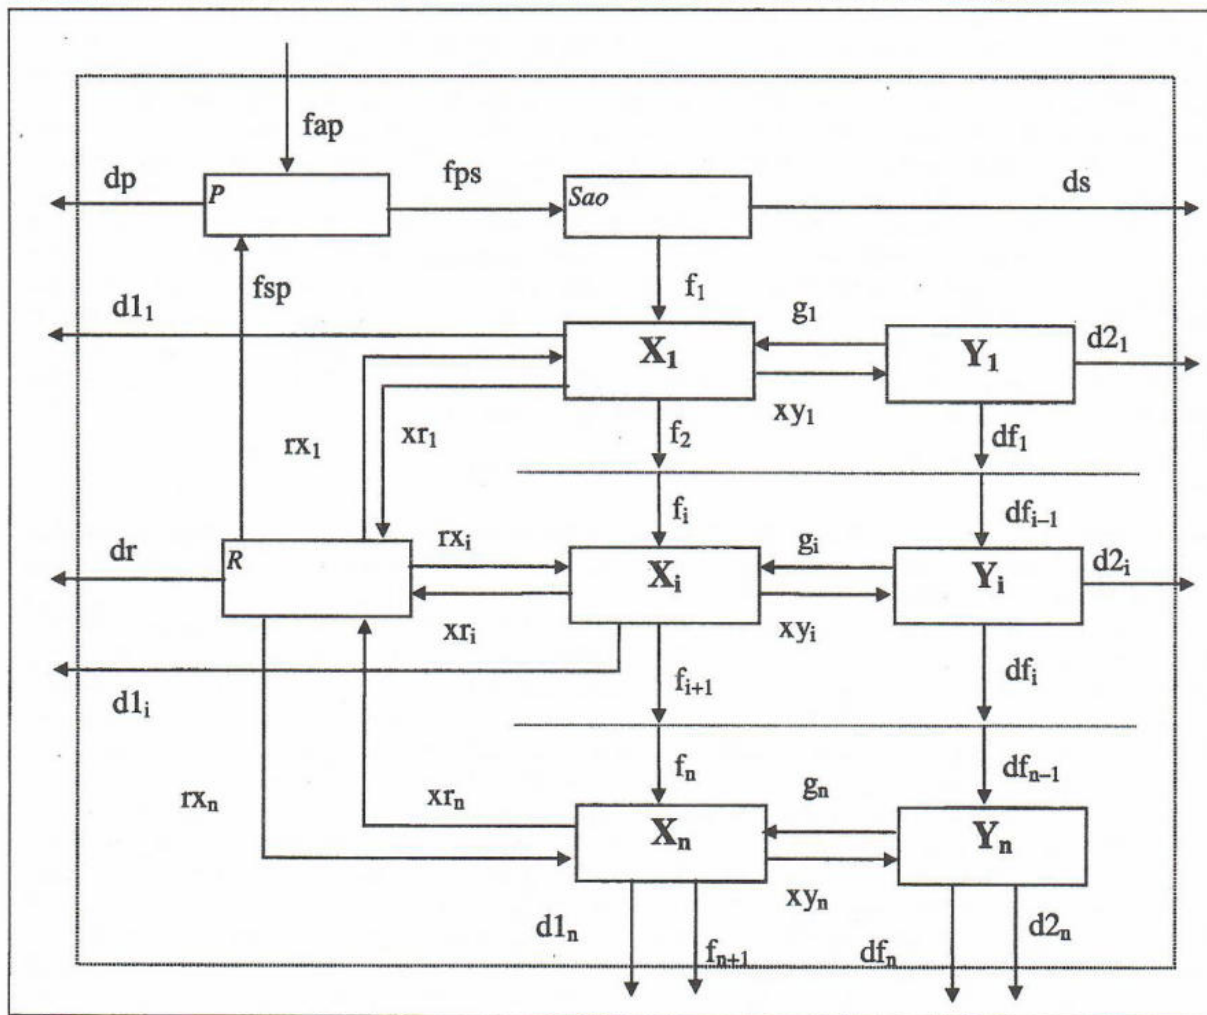 fap
dp
P
fps
Sao
ds
fsp
f₁
d1₁
g₁
X₁
Y₁
d2₁
rx₁
xr₁
f₂
xy₁
df₁
fᵢ
dfᵢ₋₁
dr
R
rxᵢ
gᵢ
Xᵢ
Yᵢ
d2ᵢ
xrᵢ
xyᵢ
d1ᵢ
fᵢ₊₁
dfᵢ
fₙ
dfₙ₋₁
rxₙ
xrₙ
gₙ
Xₙ
Yₙ
xyₙ
d1ₙ
fₙ₊₁
dfₙ
d2ₙ